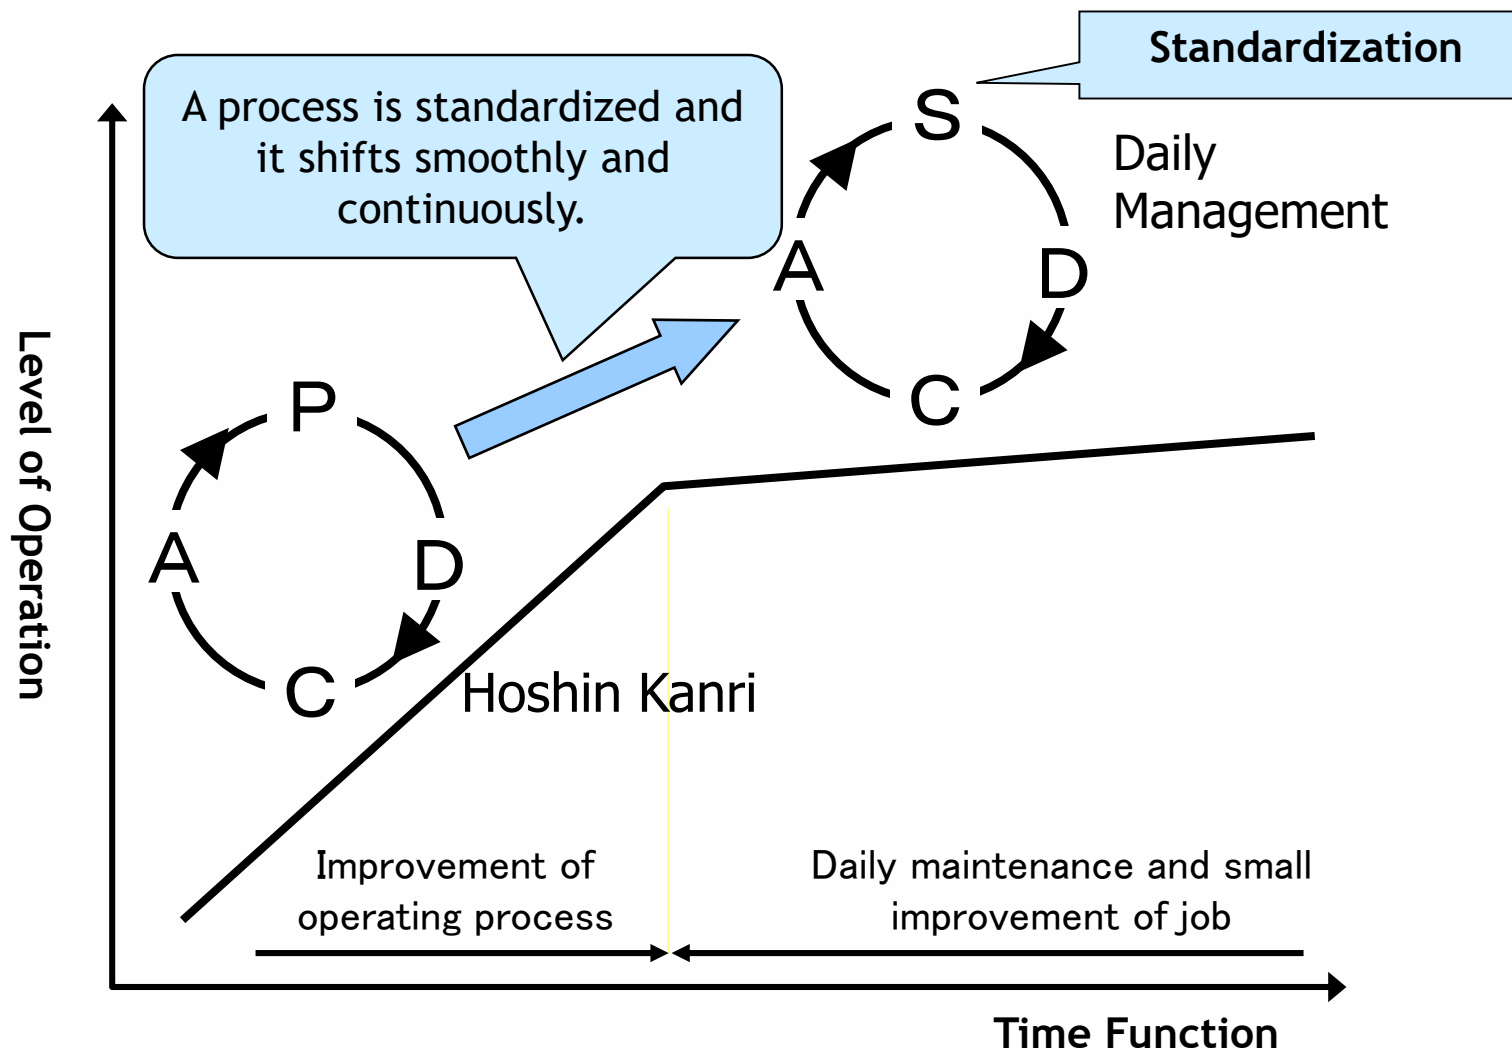 Standardization
A process is standardized and
it shifts smoothly and
continuously.
S
Daily
Management
A
D
C
Level of Operation
P
A
D
C
Hoshin Kanri
Improvement of
operating process
Daily maintenance and small
improvement of job
Time Function